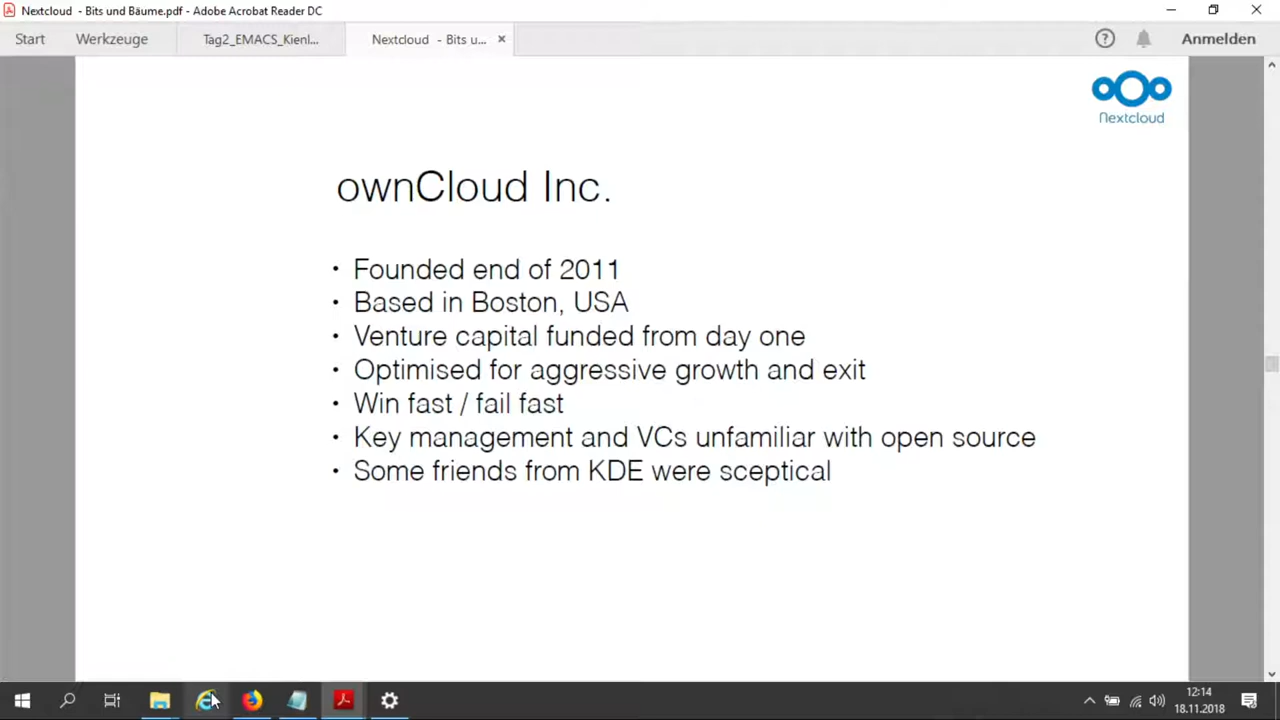 Nextcloud - Bits und Bäume.pdf - Adobe Acrobat Reader DC
Start Werkzeuge Tag2_EMACS_Kienl... Nextcloud - Bits u... Anmelden
Nextcloud
ownCloud Inc.
• Founded end of 2011
• Based in Boston, USA
• Venture capital funded from day one
• Optimised for aggressive growth and exit
• Win fast / fail fast
• Key management and VCs unfamiliar with open source
• Some friends from KDE were sceptical
12:14
18.11.2018